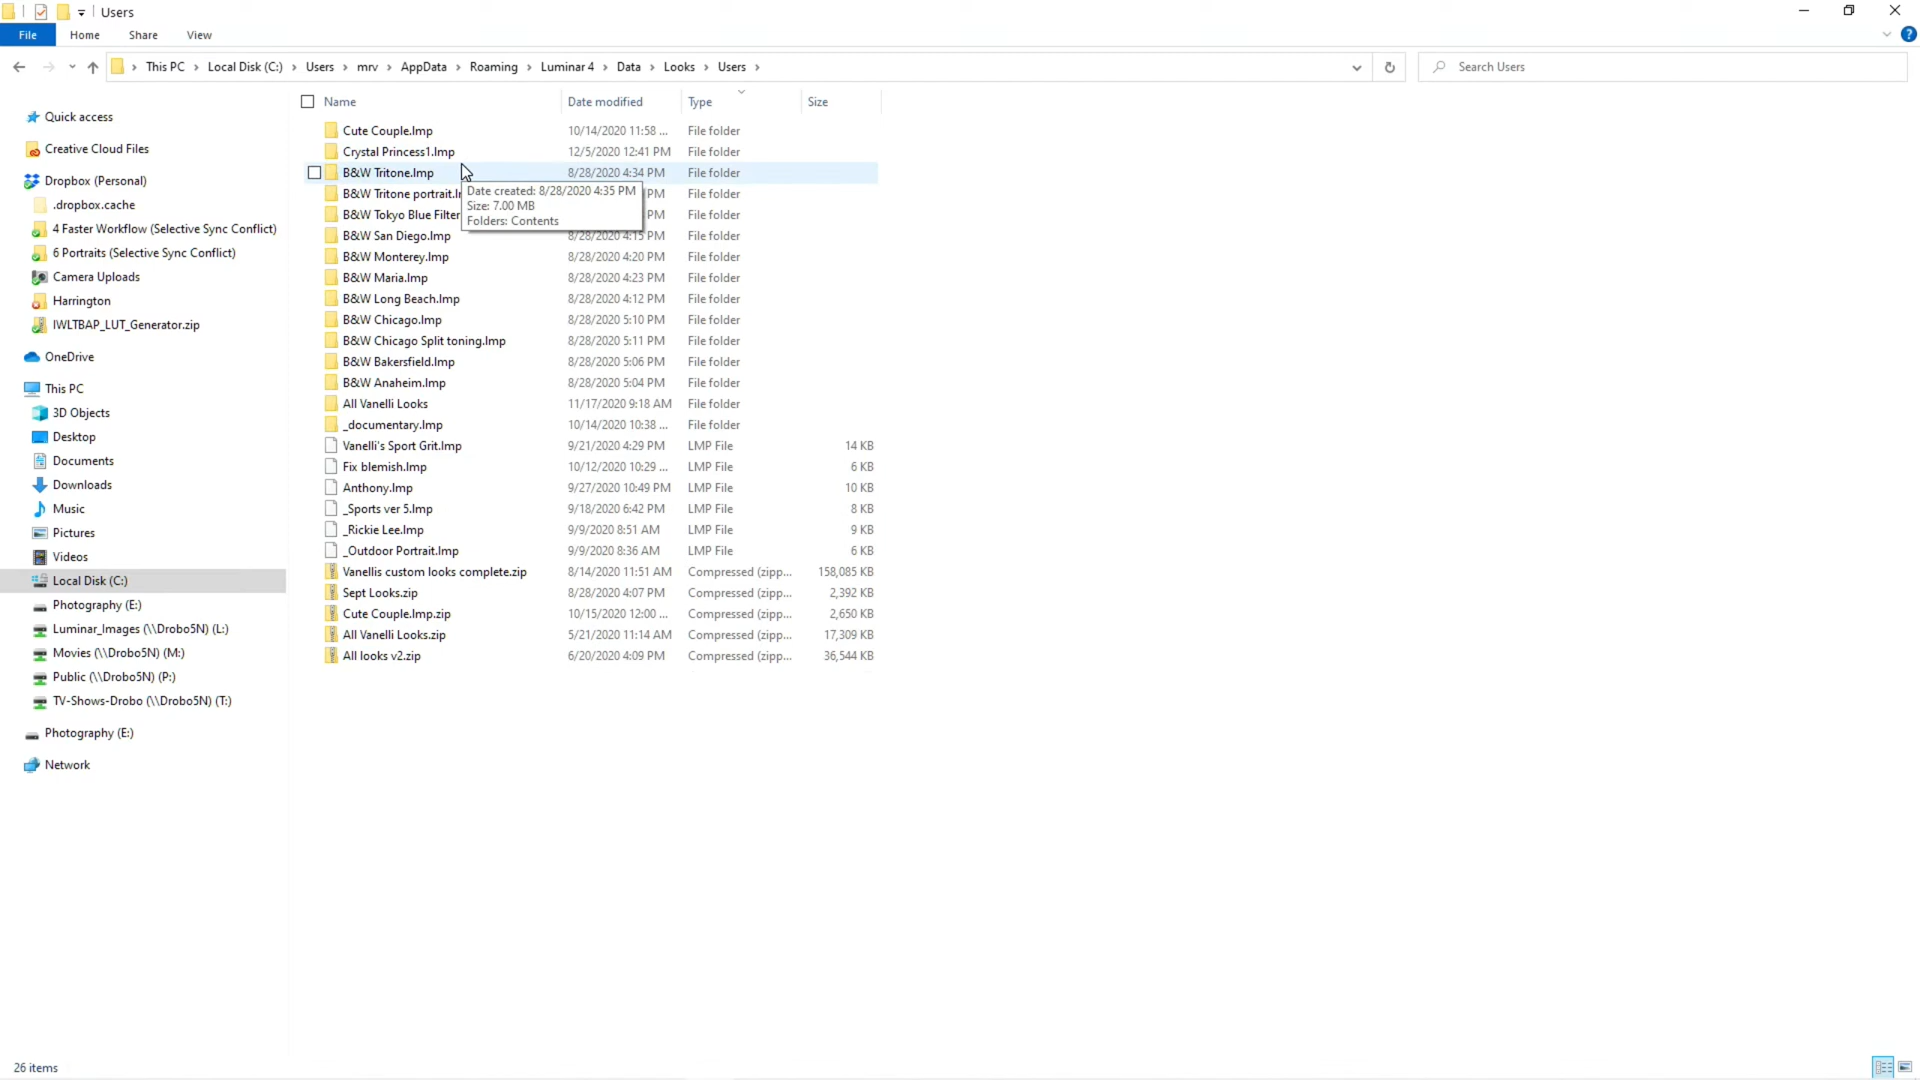 Users
File Home Share View
This PC > Local Disk (C:) > Users > mrv > AppData > Roaming > Luminar 4 > Data > Looks > Users >
Search Users
Quick access
Creative Cloud Files
Dropbox (Personal)
.dropbox.cache
4 Faster Workflow (Selective Sync Conflict)
6 Portraits (Selective Sync Conflict)
Camera Uploads
Harrington
IWLTBAP_LUT_Generator.zip
OneDrive
This PC
3D Objects
Desktop
Documents
Downloads
Music
Pictures
Videos
Local Disk (C:)
Photography (E:)
Luminar_Images (\\Drobo5N) (L:)
Movies (\\Drobo5N) (M:)
Public (\\Drobo5N) (P:)
TV-Shows-Drobo (\\Drobo5N) (T:)
Photography (E:)
Network
Name Date modified Type Size
Cute Couple.lmp 10/14/2020 11:58 ... File folder
Crystal Princess1.lmp 12/5/2020 12:41 PM File folder
B&W Tritone.lmp 8/28/2020 4:34 PM File folder
B&W Tritone portrait.l PM File folder
B&W Tokyo Blue Filter PM File folder
B&W San Diego.lmp 8/28/2020 4:15 PM File folder
B&W Monterey.lmp 8/28/2020 4:20 PM File folder
B&W Maria.lmp 8/28/2020 4:23 PM File folder
B&W Long Beach.lmp 8/28/2020 4:12 PM File folder
B&W Chicago.lmp 8/28/2020 5:10 PM File folder
B&W Chicago Split toning.lmp 8/28/2020 5:11 PM File folder
B&W Bakersfield.lmp 8/28/2020 5:06 PM File folder
B&W Anaheim.lmp 8/28/2020 5:04 PM File folder
All Vanelli Looks 11/17/2020 9:18 AM File folder
_documentary.lmp 10/14/2020 10:38 ... File folder
Vanelli's Sport Grit.lmp 9/21/2020 4:29 PM LMP File 14 KB
Fix blemish.lmp 10/12/2020 10:29 ... LMP File 6 KB
Anthony.lmp 9/27/2020 10:49 PM LMP File 10 KB
_Sports ver 5.lmp 9/18/2020 6:42 PM LMP File 8 KB
_Rickie Lee.lmp 9/9/2020 8:51 AM LMP File 9 KB
_Outdoor Portrait.lmp 9/9/2020 8:36 AM LMP File 6 KB
Vanellis custom looks complete.zip 8/14/2020 11:51 AM Compressed (zipp... 158,085 KB
Sept Looks.zip 8/28/2020 4:07 PM Compressed (zipp... 2,392 KB
Cute Couple.lmp.zip 10/15/2020 12:00 ... Compressed (zipp... 2,650 KB
All Vanelli Looks.zip 5/21/2020 11:14 AM Compressed (zipp... 17,309 KB
All looks v2.zip 6/20/2020 4:09 PM Compressed (zipp... 36,544 KB
Date created: 8/28/2020 4:35 PM
Size: 7.00 MB
Folders: Contents
26 items